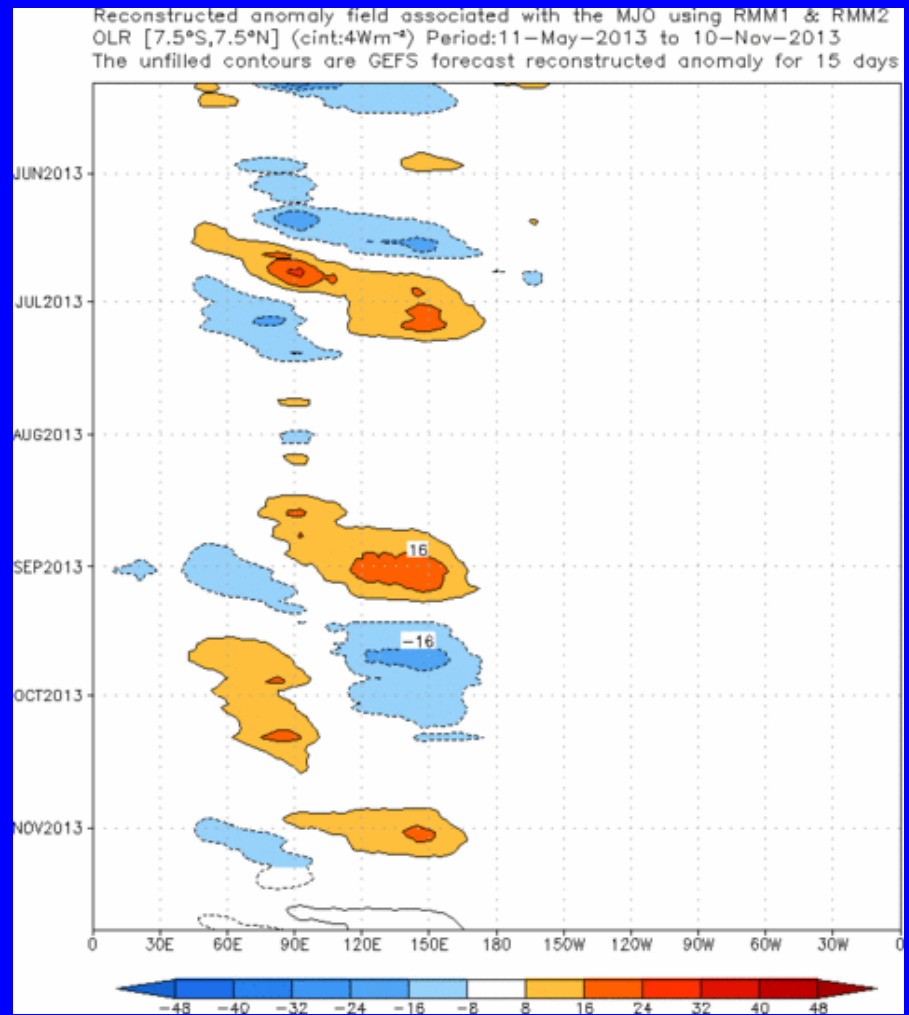 Reconstructed anomaly field associated with the MJO using RMM1 & RMM2
OLR [7.5°S,7.5°N] (cint:4Wm⁻²) Period:11-May-2013 to 10-Nov-2013
The unfilled contours are GEFS forecast reconstructed anomaly for 15 days
JUN2013
JUL2013
AUG2013
16
SEP2013
-16
OCT2013
NOV2013
0 30E 60E 90E 120E 150E 180 150W 120W 90W 60W 30W 0
-48 -40 -32 -24 -16 -8 8 16 24 32 40 48